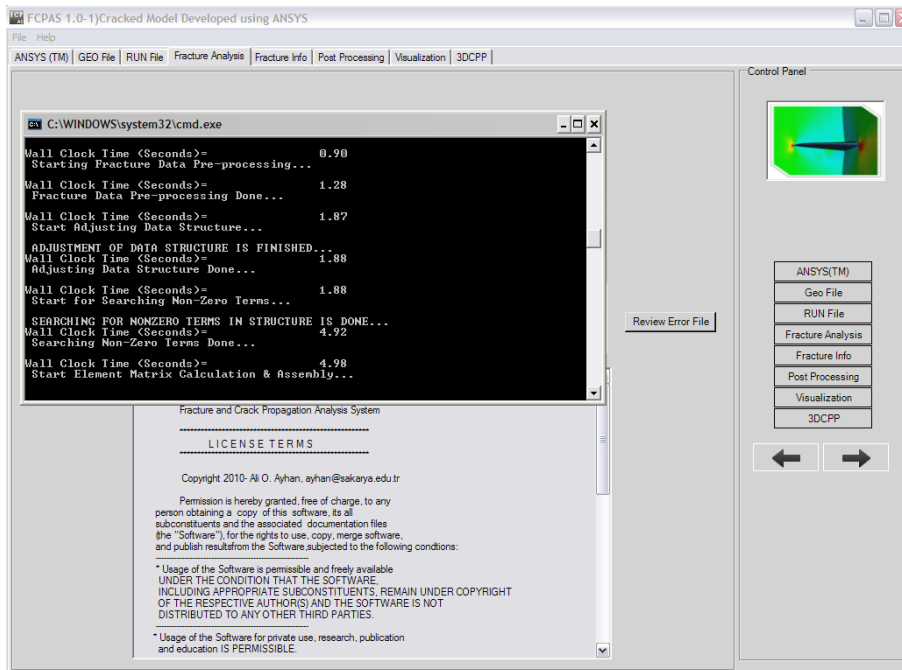 FCPAS 1.0-1)Cracked Model Developed using ANSYS
File Help
ANSYS (TM) GEO File RUN File Fracture Analysis Fracture Info Post Processing Visualization 3DCPP
C:\WINDOWS\system32\cmd.exe
Wall Clock Time (Seconds)= 0.90
Starting Fracture Data Pre-processing...
Wall Clock Time (Seconds)= 1.28
Fracture Data Pre-processing Done...
Wall Clock Time (Seconds)= 1.87
Start Adjusting Data Structure...
ADJUSTMENT OF DATA STRUCTURE IS FINISHED...
Wall Clock Time (Seconds)= 1.88
Adjusting Data Structure Done...
Wall Clock Time (Seconds)= 1.88
Start for Searching Non-Zero Terms...
SEARCHING FOR NONZERO TERMS IN STRUCTURE IS DONE...
Wall Clock Time (Seconds)= 4.92
Searching Non-Zero Terms Done...
Wall Clock Time (Seconds)= 4.98
Start Element Matrix Calculation & Assembly...
Fracture and Crack Propagation Analysis System
LICENSE TERMS
Copyright 2010- Ali O. Ayhan, ayhan@sakarya.edu.tr
Permission is hereby granted, free of charge, to any
person obtaining a copy of this software, its all
subconstituents and the associated documentation files
(the "Software"), for the rights to use, copy, merge software,
and publish resultsfrom the Software,subjected to the following condtions:
* Usage of the Software is permissible and freely available
UNDER THE CONDITION THAT THE SOFTWARE,
INCLUDING APPROPRIATE SUBCONSTITUENTS, REMAIN UNDER COPYRIGHT
OF THE RESPECTIVE AUTHOR(S) AND THE SOFTWARE IS NOT
DISTRIBUTED TO ANY OTHER THIRD PARTIES.
* Usage of the Software for private use, research, publication
and education IS PERMISSIBLE.
Review Error File
Control Panel
ANSYS(TM)
Geo File
RUN File
Fracture Analysis
Fracture Info
Post Processing
Visualization
3DCPP